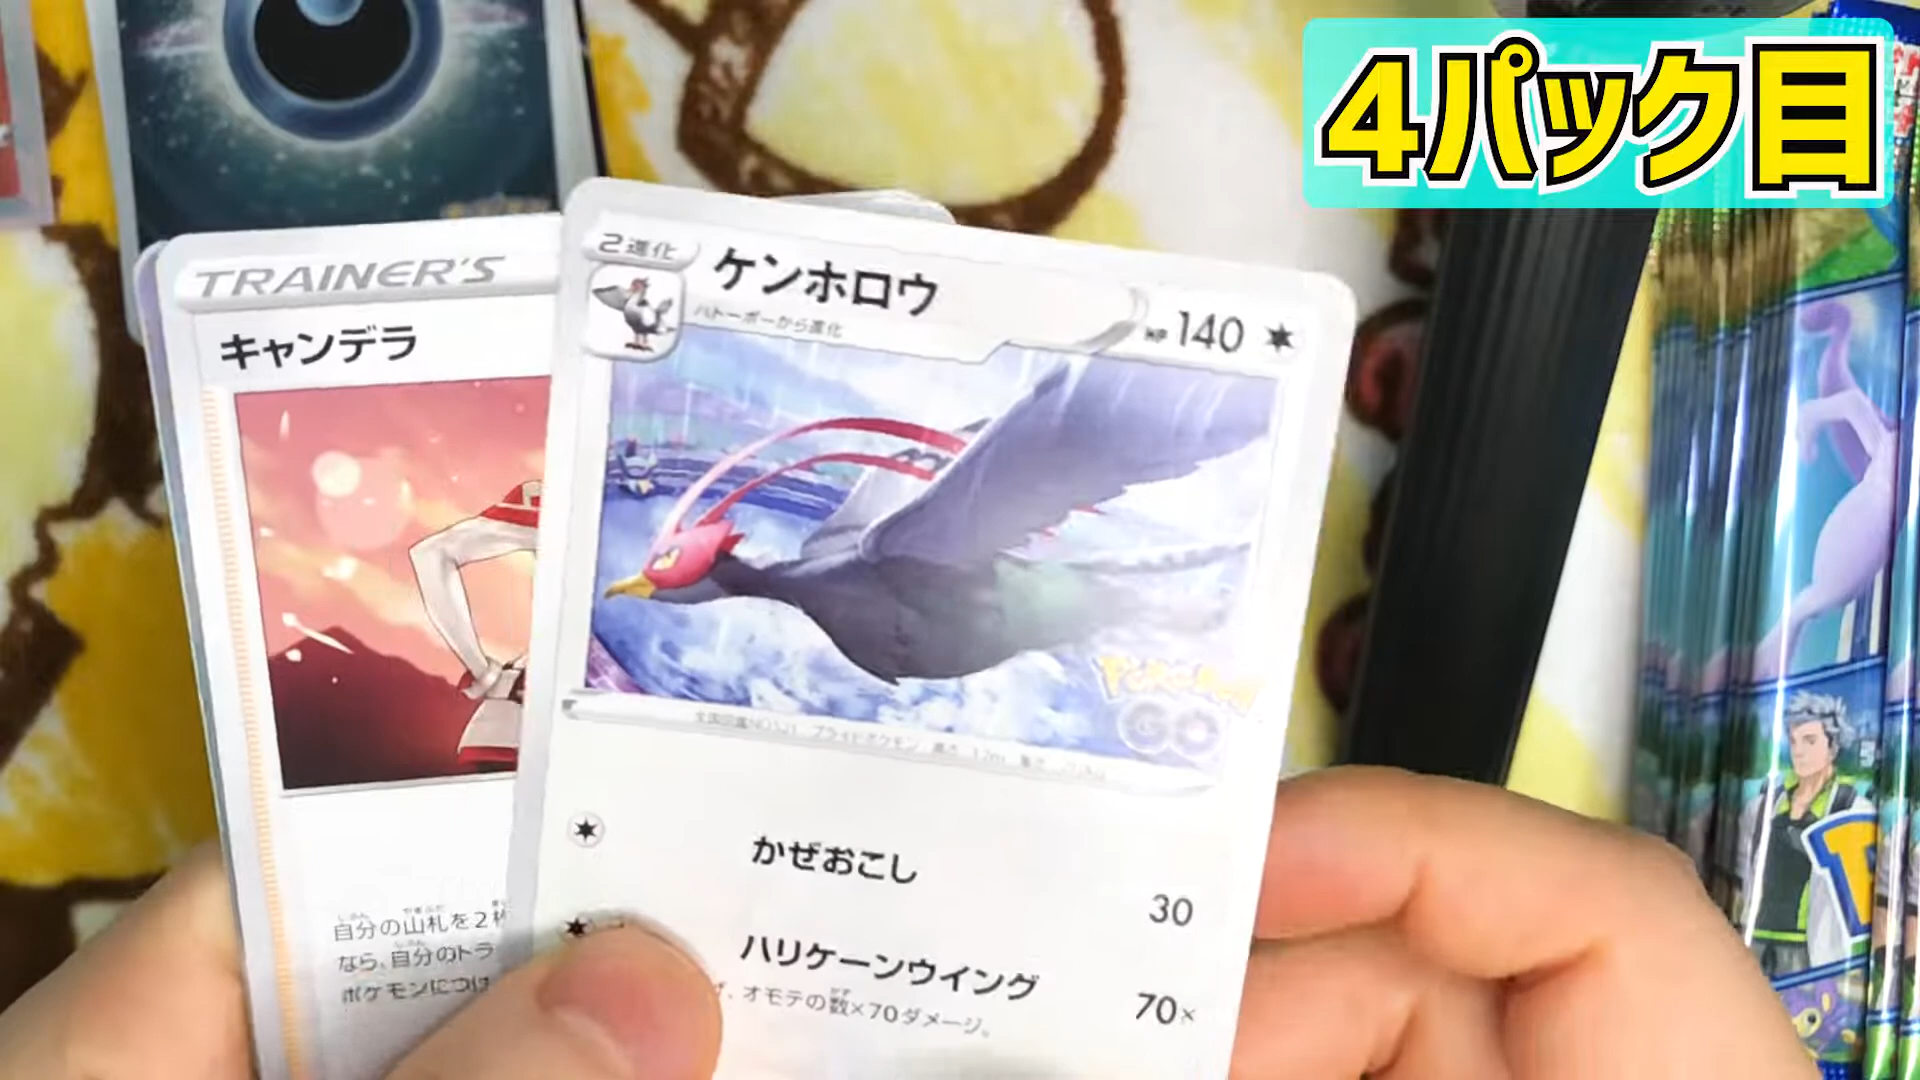 4パック目
TRAINER'S
キャンデラ
自分の山札を2
なら、自分のトラ
ポケモンにつけ
2進化
ケンホロウ
ハトーボーから進化
HP 140
Pokémon
GO
かぜおこし
30
ハリケーンウイング
70×
、オモテの数×70ダメージ。